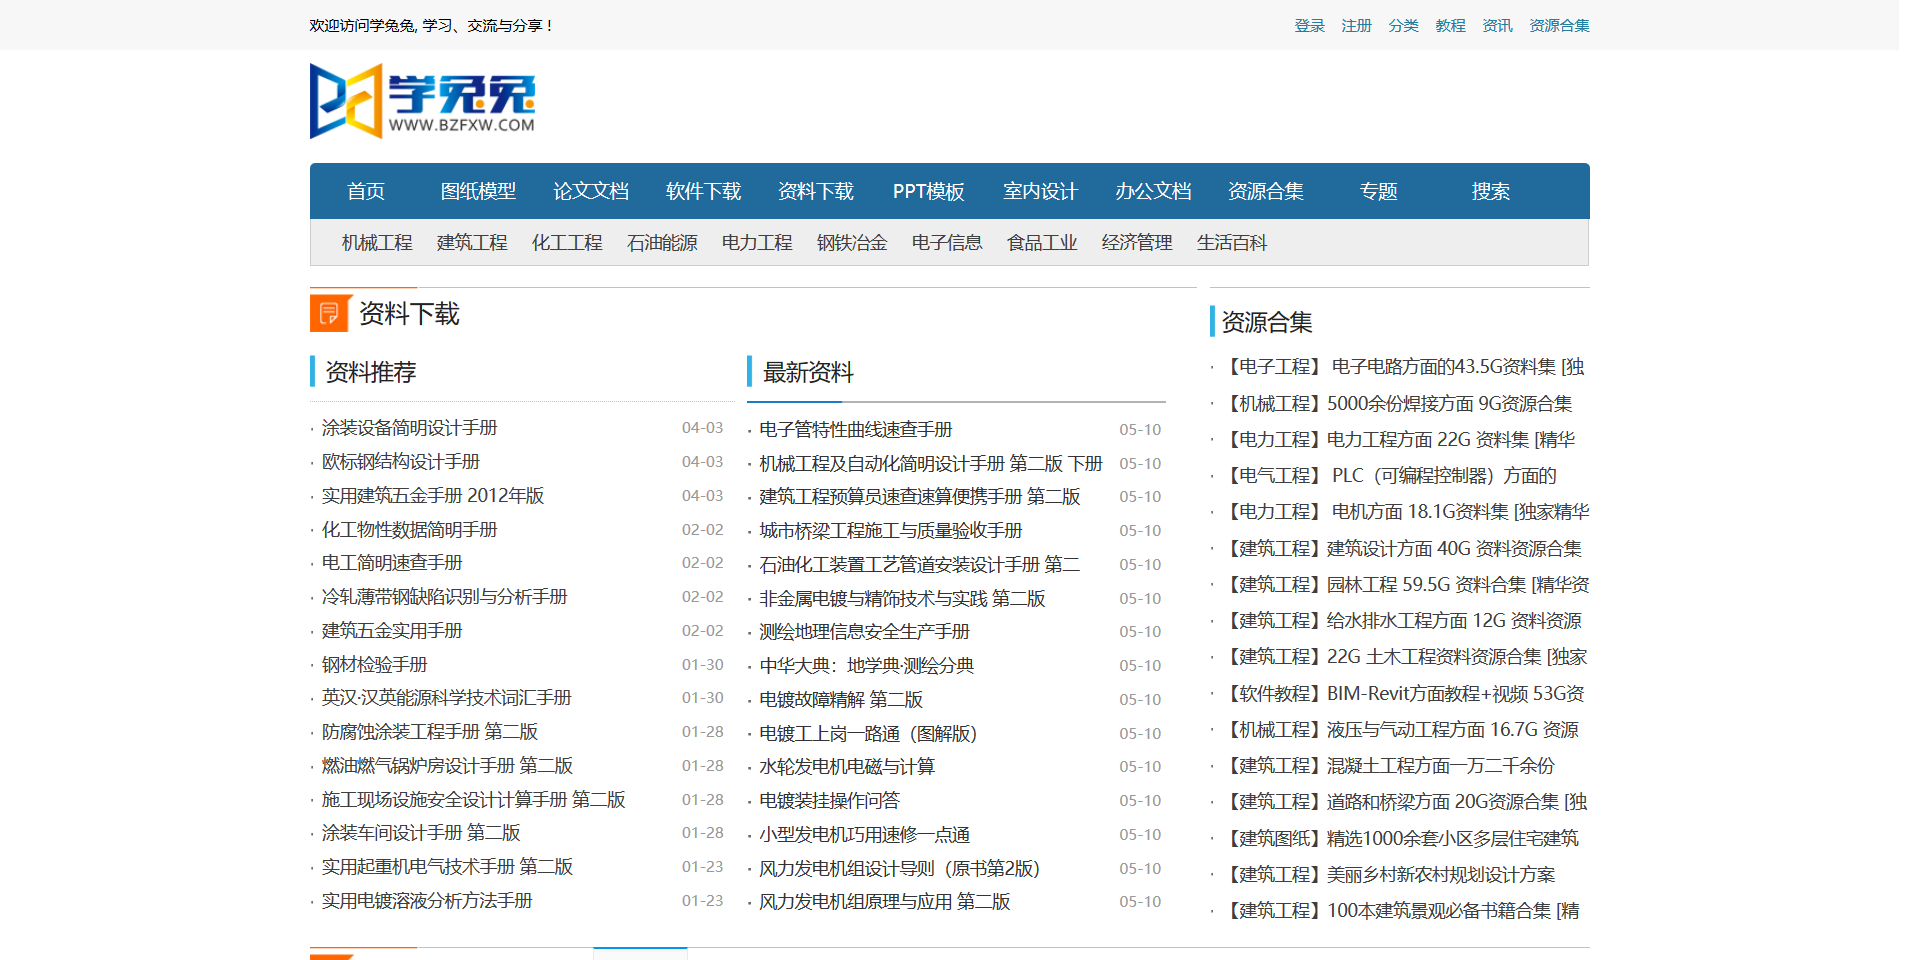 欢迎访问学兔兔, 学习、交流与分享！
登录 注册 分类 教程 资讯 资源合集
学兔兔
WWW.BZFXW.COM
首页 图纸模型 论文文档 软件下载 资料下载 PPT模板 室内设计 办公文档 资源合集 专题 搜索
机械工程 建筑工程 化工工程 石油能源 电力工程 钢铁冶金 电子信息 食品工业 经济管理 生活百科
资料下载
资料推荐
· 涂装设备简明设计手册 04-03
· 欧标钢结构设计手册 04-03
· 实用建筑五金手册 2012年版 04-03
· 化工物性数据简明手册 02-02
· 电工简明速查手册 02-02
· 冷轧薄带钢缺陷识别与分析手册 02-02
· 建筑五金实用手册 02-02
· 钢材检验手册 01-30
· 英汉·汉英能源科学技术词汇手册 01-30
· 防腐蚀涂装工程手册 第二版 01-28
· 燃油燃气锅炉房设计手册 第二版 01-28
· 施工现场设施安全设计计算手册 第二版 01-28
· 涂装车间设计手册 第二版 01-28
· 实用起重机电气技术手册 第二版 01-23
· 实用电镀溶液分析方法手册 01-23
最新资料
· 电子管特性曲线速查手册 05-10
· 机械工程及自动化简明设计手册 第二版 下册 05-10
· 建筑工程预算员速查速算便携手册 第二版 05-10
· 城市桥梁工程施工与质量验收手册 05-10
· 石油化工装置工艺管道安装设计手册 第二 05-10
· 非金属电镀与精饰技术与实践 第二版 05-10
· 测绘地理信息安全生产手册 05-10
· 中华大典：地学典·测绘分典 05-10
· 电镀故障精解 第二版 05-10
· 电镀工上岗一路通（图解版） 05-10
· 水轮发电机电磁与计算 05-10
· 电镀装挂操作问答 05-10
· 小型发电机巧用速修一点通 05-10
· 风力发电机组设计导则（原书第2版） 05-10
· 风力发电机组原理与应用 第二版 05-10
资源合集
· 【电子工程】 电子电路方面的43.5G资料集 [独
· 【机械工程】5000余份焊接方面 9G资源合集
· 【电力工程】电力工程方面 22G 资料集 [精华
· 【电气工程】 PLC（可编程控制器）方面的
· 【电力工程】 电机方面 18.1G资料集 [独家精华
· 【建筑工程】建筑设计方面 40G 资料资源合集
· 【建筑工程】园林工程 59.5G 资料合集 [精华资
· 【建筑工程】给水排水工程方面 12G 资料资源
· 【建筑工程】22G 土木工程资料资源合集 [独家
· 【软件教程】BIM-Revit方面教程+视频 53G资
· 【机械工程】液压与气动工程方面 16.7G 资源
· 【建筑工程】混凝土工程方面一万二千余份
· 【建筑工程】道路和桥梁方面 20G资源合集 [独
· 【建筑图纸】精选1000余套小区多层住宅建筑
· 【建筑工程】美丽乡村新农村规划设计方案
· 【建筑工程】100本建筑景观必备书籍合集 [精